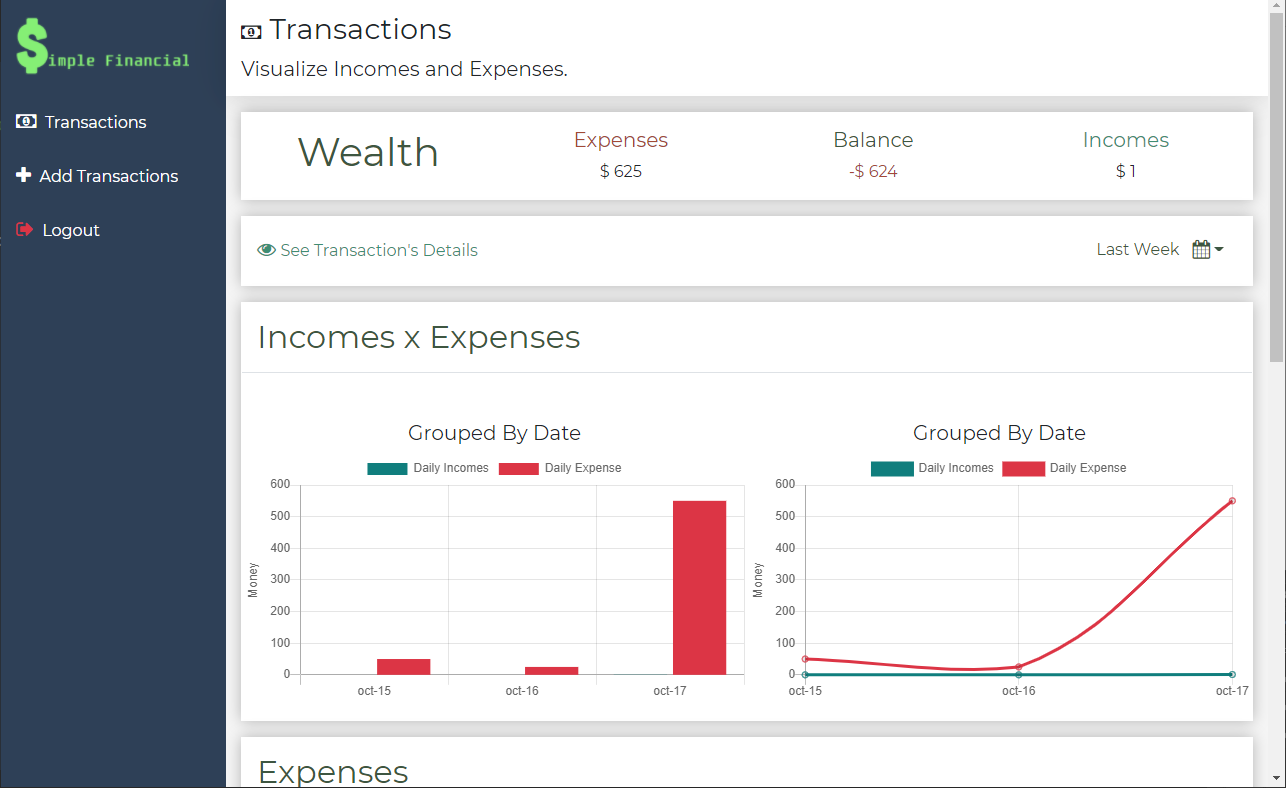 $imple Financial
Transactions
Add Transactions
Logout
Transactions
Visualize Incomes and Expenses.
Wealth
Expenses
$ 625
Balance
-$ 624
Incomes
$ 1
See Transaction's Details
Last Week
Incomes x Expenses
Grouped By Date
Daily Incomes Daily Expense
600
500
400
300
200
100
0
Money
oct-15 oct-16 oct-17
Grouped By Date
Daily Incomes Daily Expense
600
500
400
300
200
100
0
Money
oct-15 oct-16 oct-17
Expenses